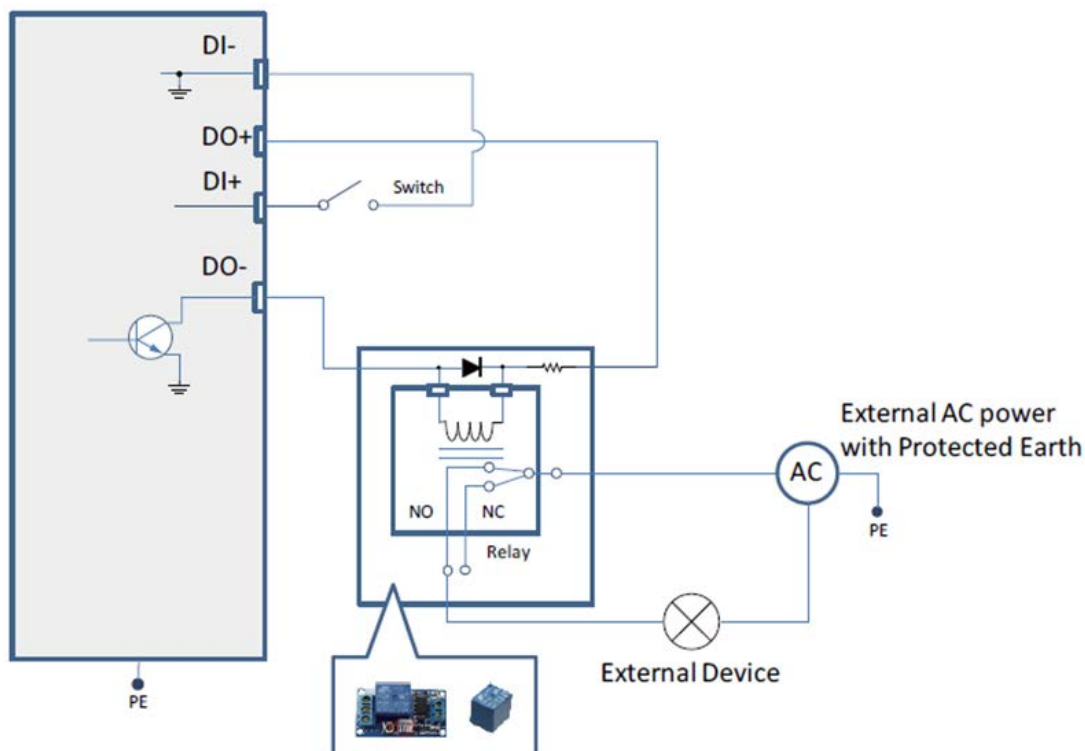 DI-
DO+
DI+
Switch
DO-
External AC power
with Protected Earth
AC
NO
NC
PE
Relay
External Device
PE